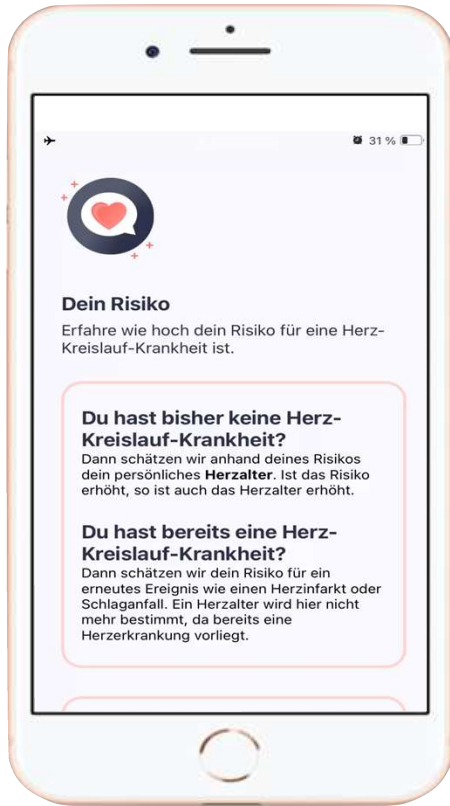 31 %
Dein Risiko
Erfahre wie hoch dein Risiko für eine Herz-
Kreislauf-Krankheit ist.
Du hast bisher keine Herz-
Kreislauf-Krankheit?
Dann schätzen wir anhand deines Risikos
dein persönliches Herzalter. Ist das Risiko
erhöht, so ist auch das Herzalter erhöht.
Du hast bereits eine Herz-
Kreislauf-Krankheit?
Dann schätzen wir dein Risiko für ein
erneutes Ereignis wie einen Herzinfarkt oder
Schlaganfall. Ein Herzalter wird hier nicht
mehr bestimmt, da bereits eine
Herzerkrankung vorliegt.